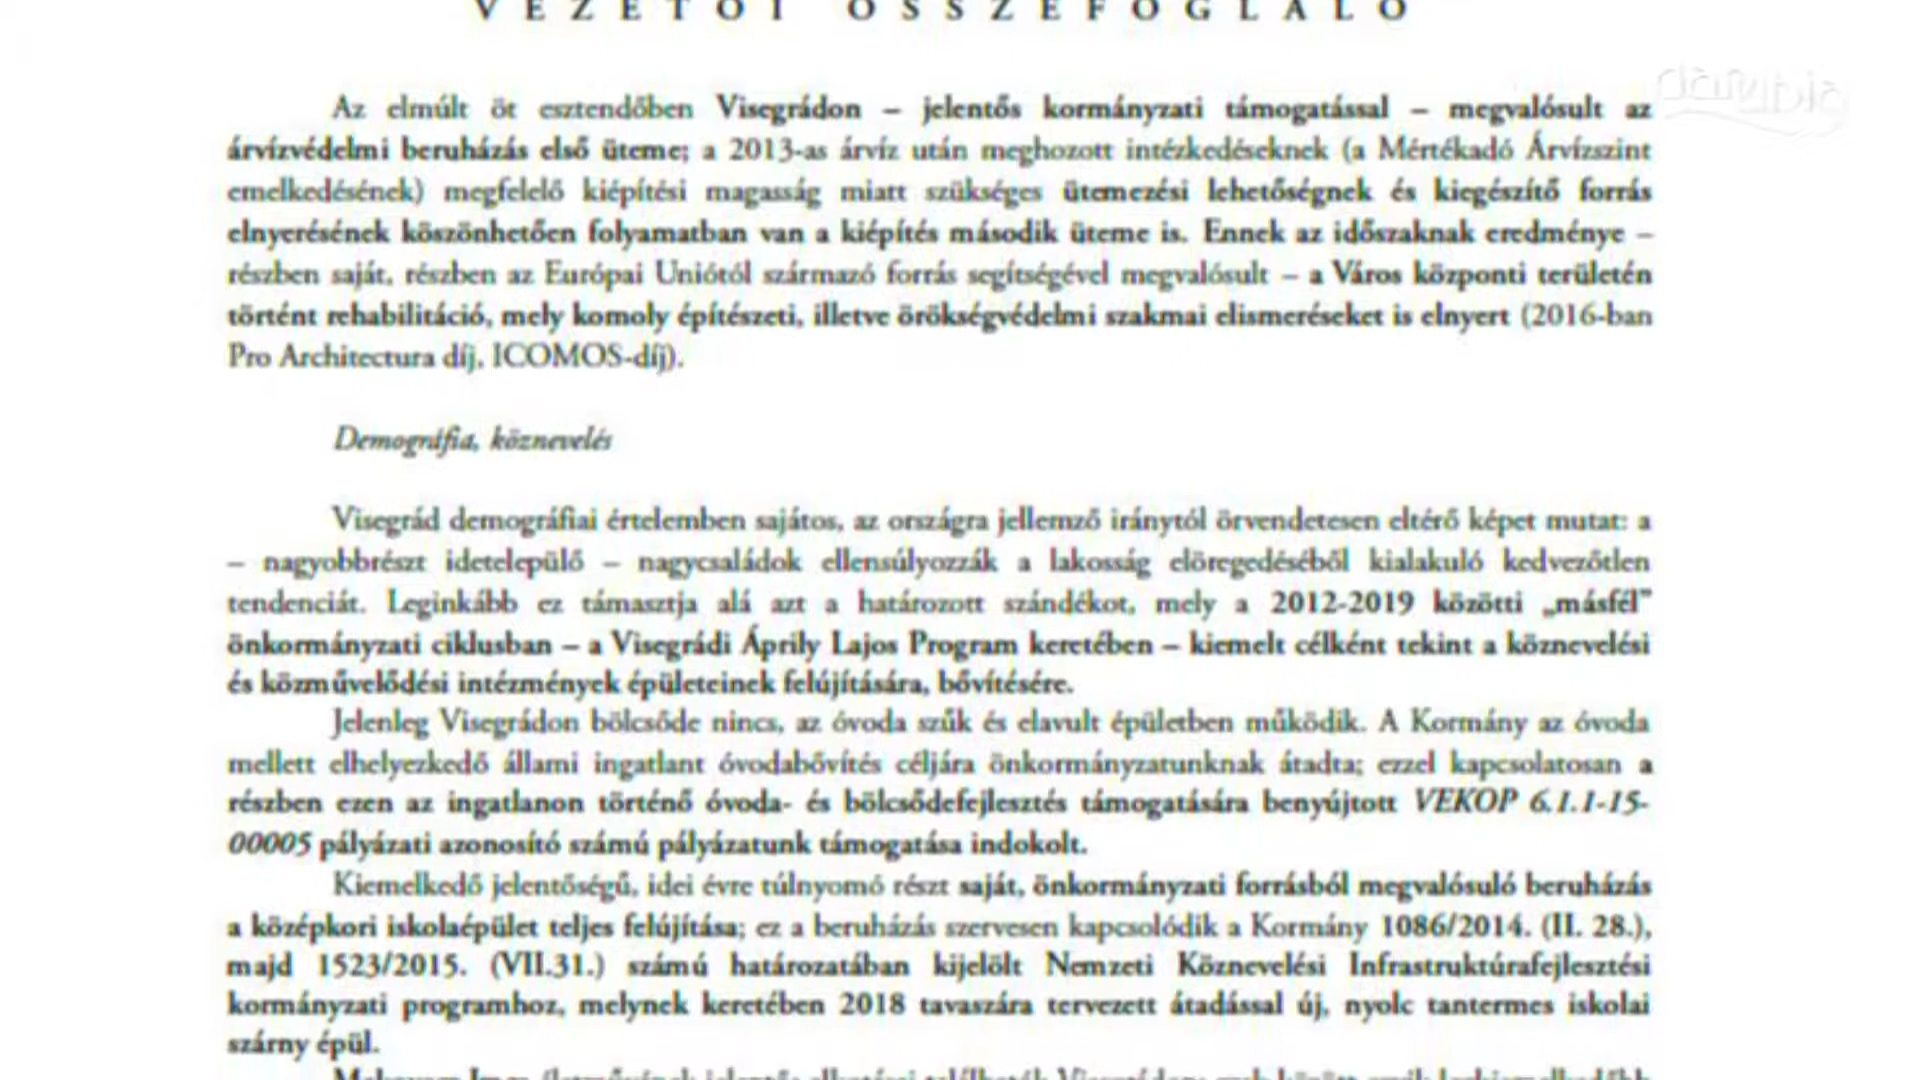 VEZETŐI ÖSSZEFOGLALÓ
danubia
Az elmúlt öt esztendőben Visegrádon – jelentős kormányzati támogatással – megvalósult az
árvízvédelmi beruházás első üteme; a 2013-as árvíz után meghozott intézkedéseknek (a Mértékadó Árvízszint
emelkedésének) megfelelő kiépítési magasság miatt szükséges ütemezési lehetőségnek és kiegészítő forrás
elnyerésének köszönhetően folyamatban van a kiépítés második üteme is. Ennek az időszaknak eredménye –
részben saját, részben az Európai Uniótól származó forrás segítségével megvalósult – a Város központi területén
történt rehabilitáció, mely komoly építészeti, illetve örökségvédelmi szakmai elismeréseket is elnyert (2016-ban
Pro Architectura díj, ICOMOS-díj).
Demográfia, köznevelés
Visegrád demográfiai értelemben sajátos, az országra jellemző iránytól örvendetesen eltérő képet mutat: a
– nagyobbrészt idetelepülő – nagycsaládok ellensúlyozzák a lakosság elöregedéséből kialakuló kedvezőtlen
tendenciát. Leginkább ez támasztja alá azt a határozott szándékot, mely a 2012-2019 közötti „másfél”
önkormányzati ciklusban – a Visegrádi Áprily Lajos Program keretében – kiemelt célként tekint a köznevelési
és közművelődési intézmények épületeinek felújítására, bővítésére.
Jelenleg Visegrádon bölcsőde nincs, az óvoda szűk és elavult épületben működik. A Kormány az óvoda
mellett elhelyezkedő állami ingatlant óvodabővítés céljára önkormányzatunknak átadta; ezzel kapcsolatosan a
részben ezen az ingatlanon történő óvoda- és bölcsődefejlesztés támogatására benyújtott VEKOP 6.1.1-15-
00005 pályázati azonosító számú pályázatunk támogatása indokolt.
Kiemelkedő jelentőségű, idei évre túlnyomó részt saját, önkormányzati forrásból megvalósuló beruházás
a középkori iskolaépület teljes felújítása; ez a beruházás szervesen kapcsolódik a Kormány 1086/2014. (II. 28.),
majd 1523/2015. (VII.31.) számú határozatában kijelölt Nemzeti Köznevelési Infrastruktúrafejlesztési
kormányzati programhoz, melynek keretében 2018 tavaszára tervezett átadással új, nyolc tantermes iskolai
szárny épül.